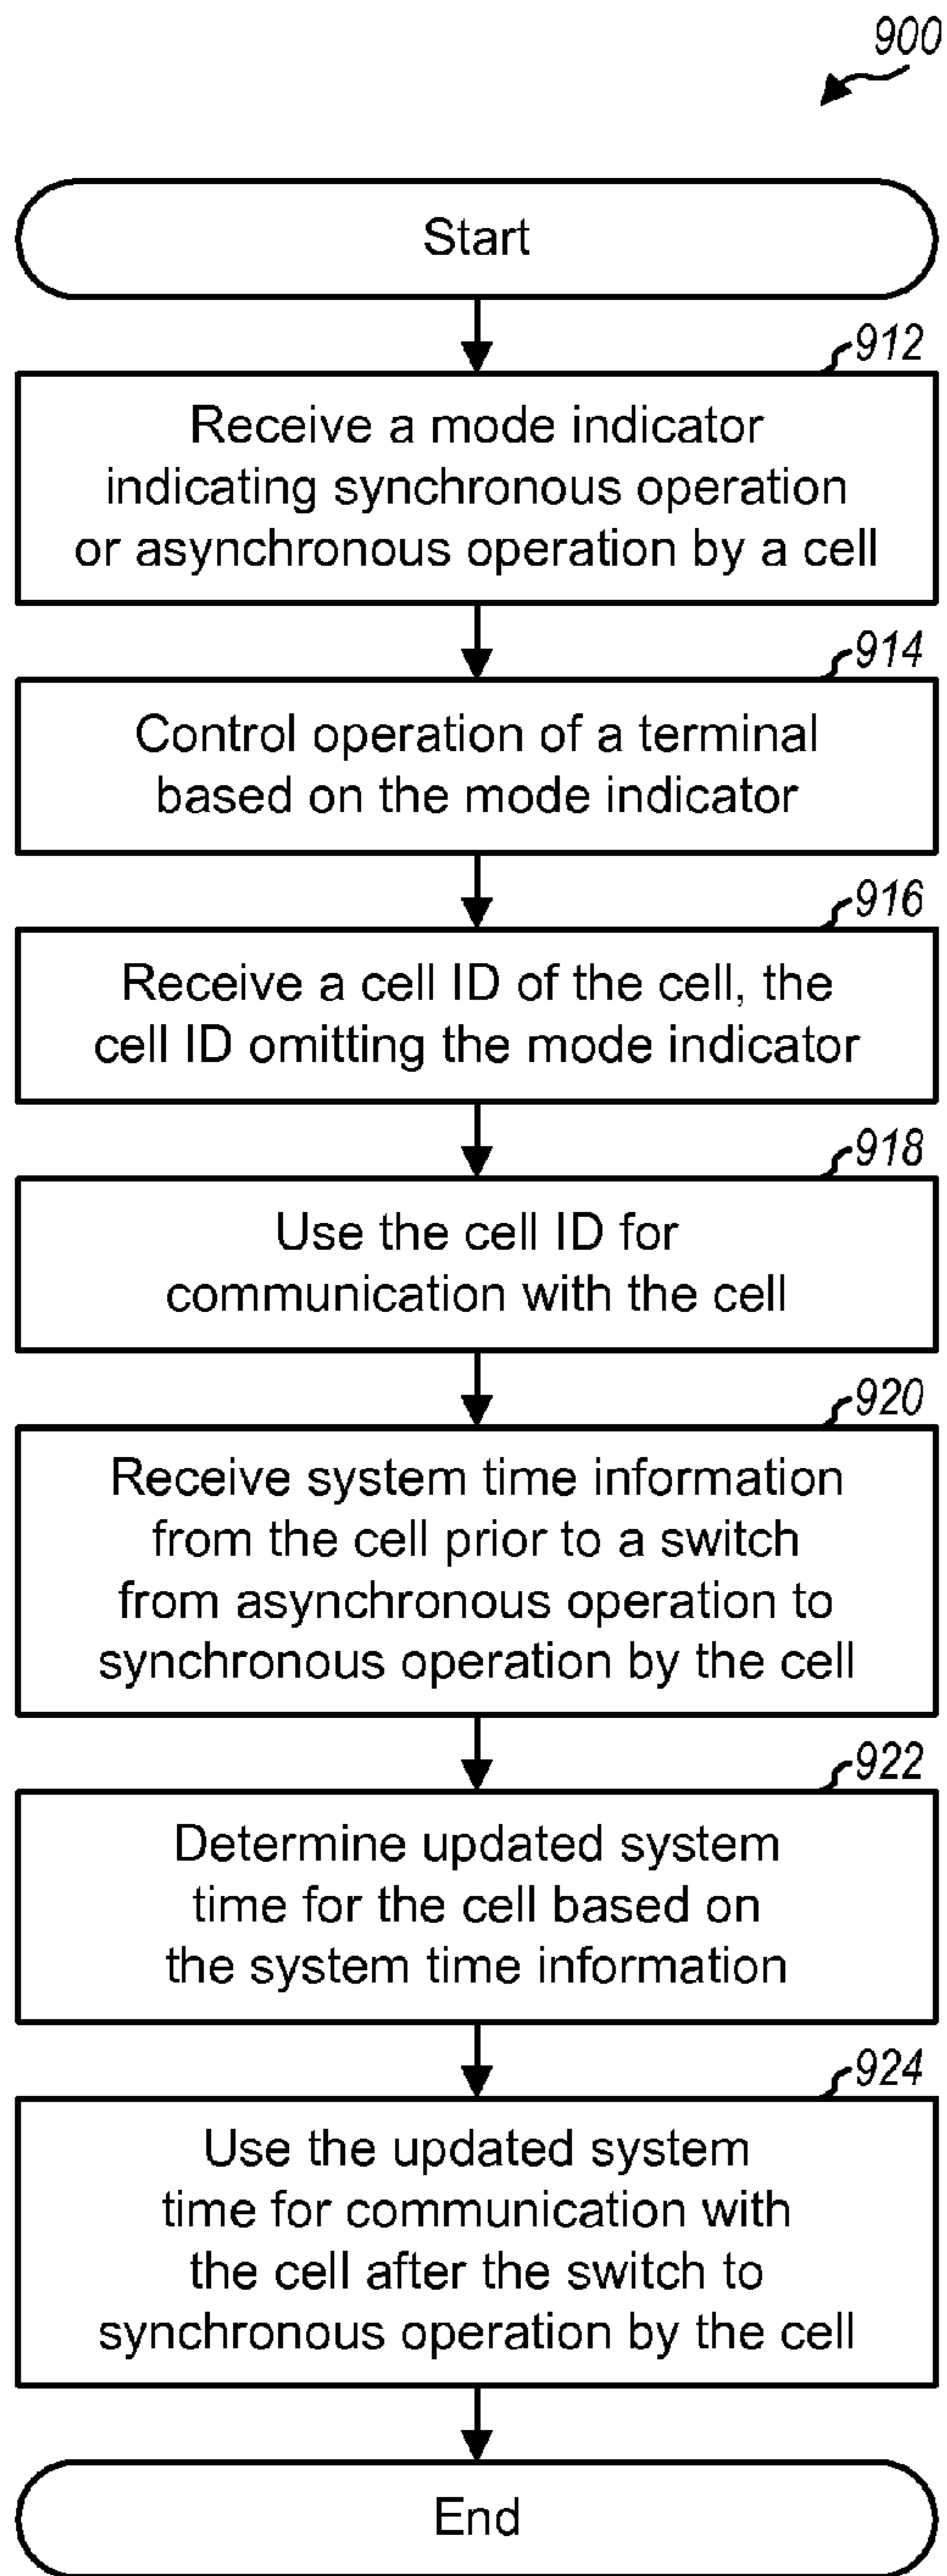 900
Start
912
Receive a mode indicator
indicating synchronous operation
or asynchronous operation by a cell
914
Control operation of a terminal
based on the mode indicator
916
Receive a cell ID of the cell, the
cell ID omitting the mode indicator
918
Use the cell ID for
communication with the cell
920
Receive system time information
from the cell prior to a switch
from asynchronous operation to
synchronous operation by the cell
922
Determine updated system
time for the cell based on
the system time information
924
Use the updated system
time for communication with
the cell after the switch to
synchronous operation by the cell
End